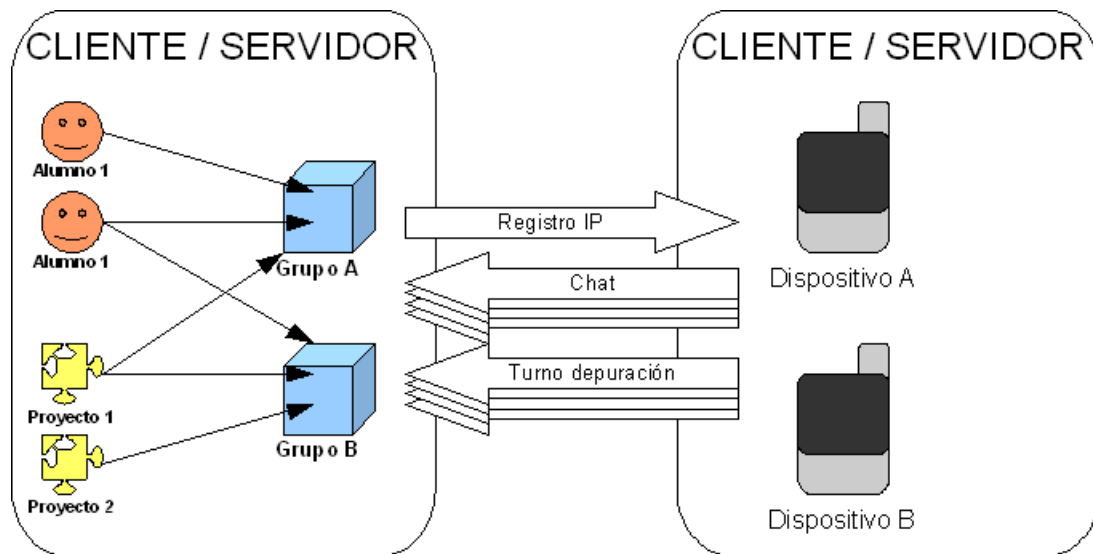 CLIENTE / SERVIDOR
Alumno 1
Alumno 1
Grupo A
Proyecto 1
Grupo B
Proyecto 2
Registro IP
Chat
Turno depuración
CLIENTE / SERVIDOR
Dispositivo A
Dispositivo B